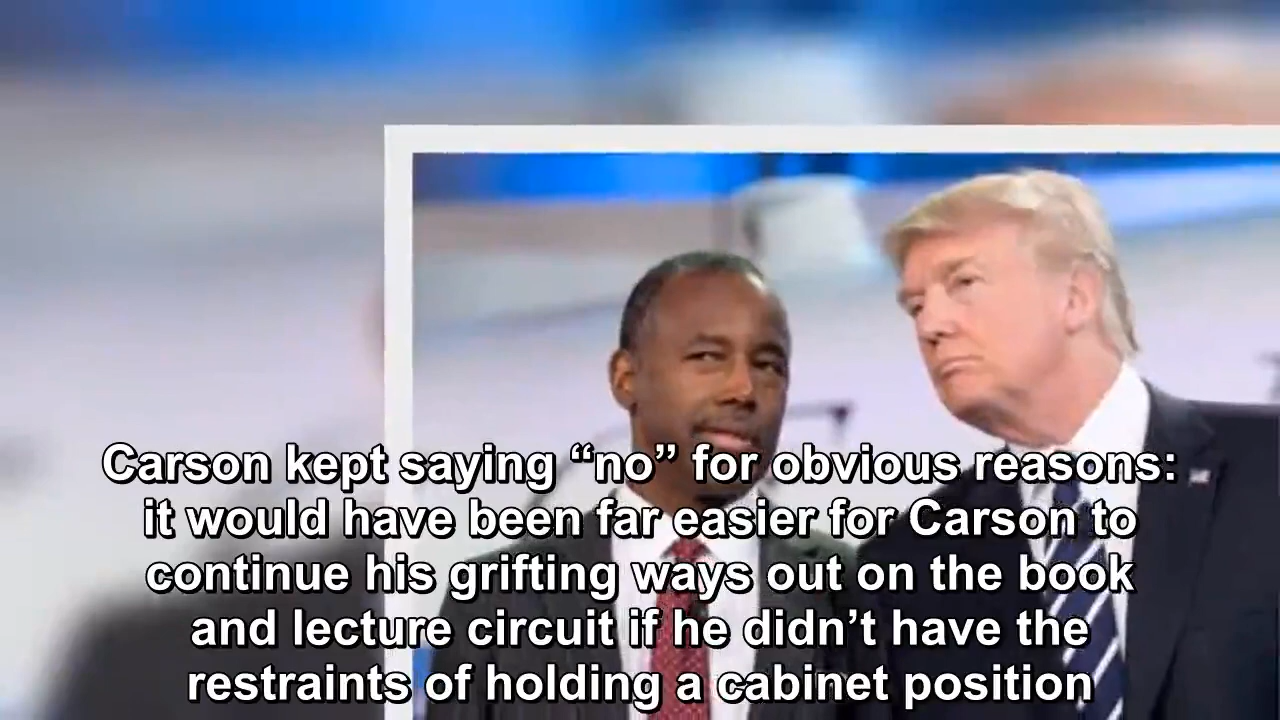 Carson kept saying “no” for obvious reasons:
it would have been far easier for Carson to
continue his grifting ways out on the book
and lecture circuit if he didn’t have the
restraints of holding a cabinet position